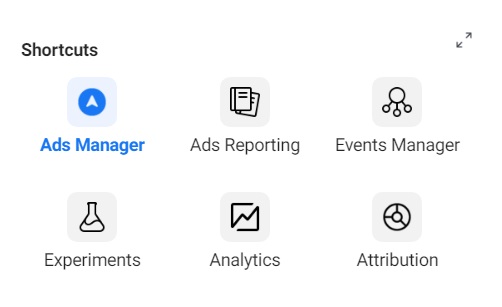 Shortcuts
Ads Manager
Ads Reporting
Events Manager
Experiments
Analytics
Attribution